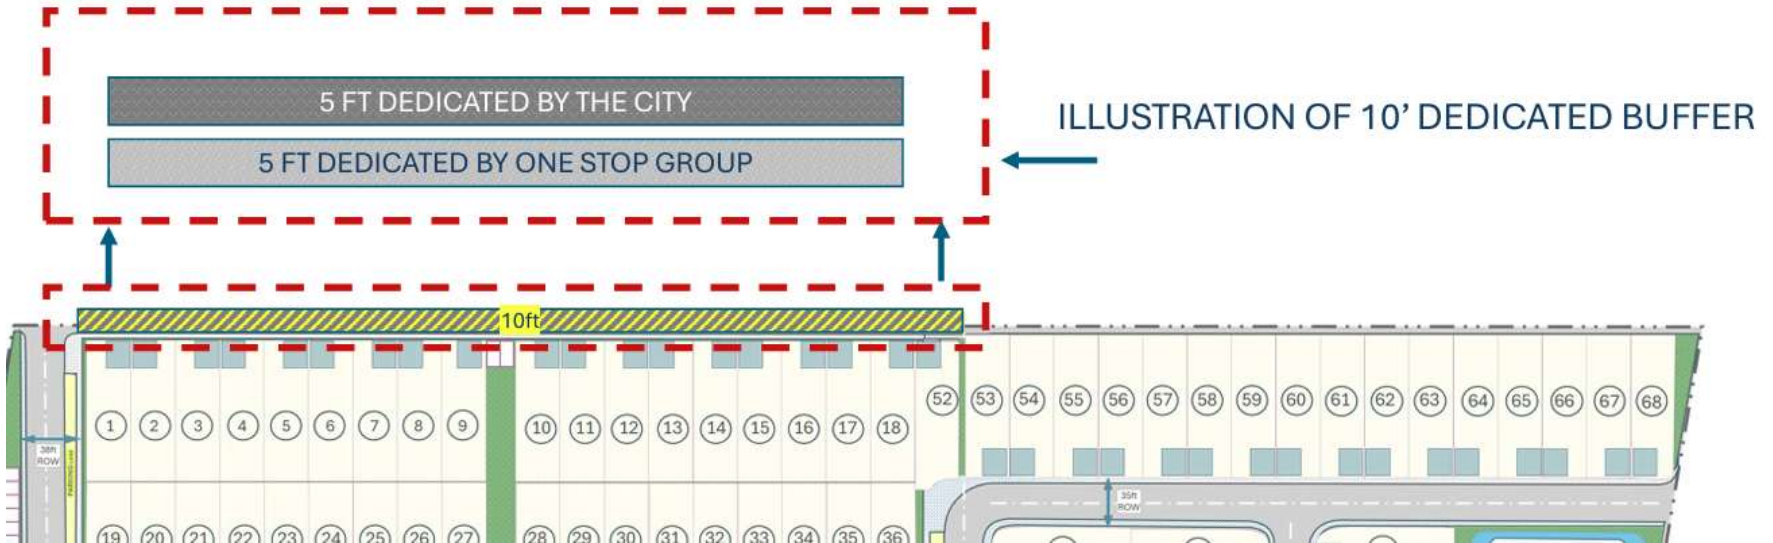 5 FT DEDICATED BY THE CITY
5 FT DEDICATED BY ONE STOP GROUP
ILLUSTRATION OF 10’ DEDICATED BUFFER
10ft
1 2 3 4 5 6 7 8 9 10 11 12 13 14 15 16 17 18 52 53 54 55 56 57 58 59 60 61 62 63 64 65 66 67 68
38ft
ROW
35ft
ROW
19 20 21 22 23 24 25 26 27 28 29 30 31 32 33 34 35 36